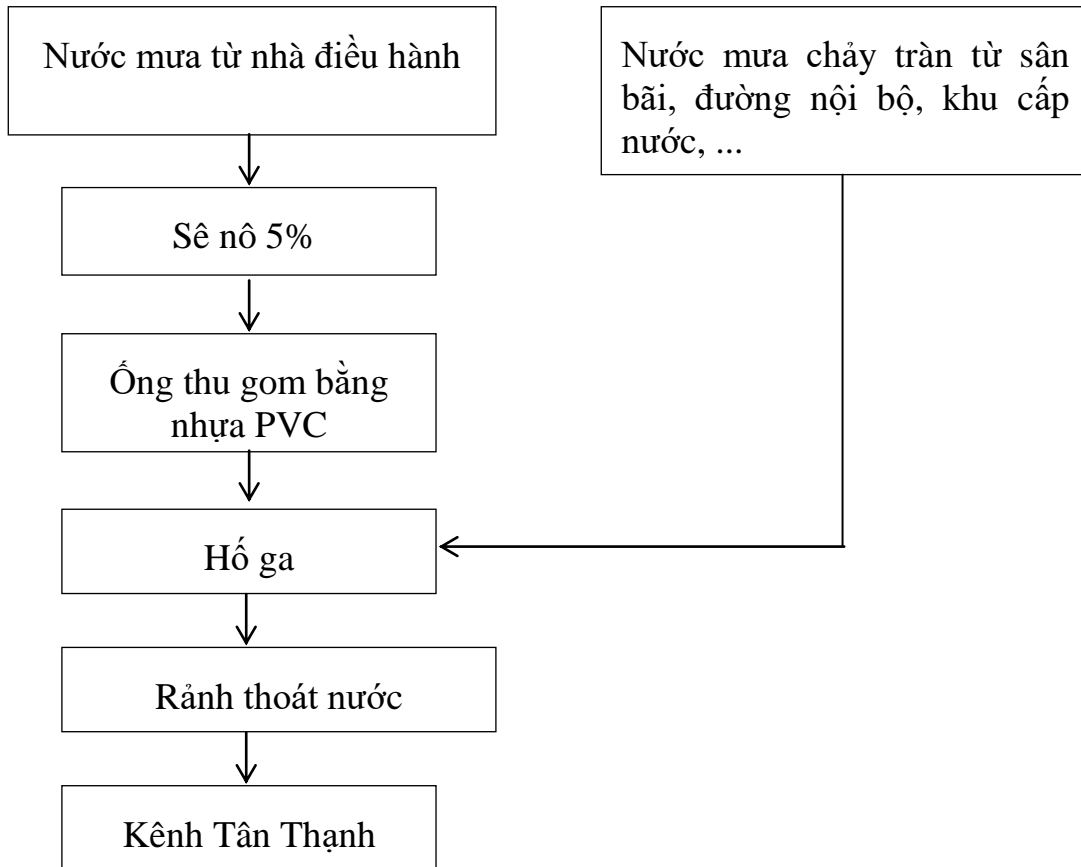 Nước mưa từ nhà điều hành
Nước mưa chảy tràn từ sân
bãi, đường nội bộ, khu cấp
nước, ...
Sê nô 5%
Ống thu gom bằng
nhựa PVC
Hố ga
Rảnh thoát nước
Kênh Tân Thạnh